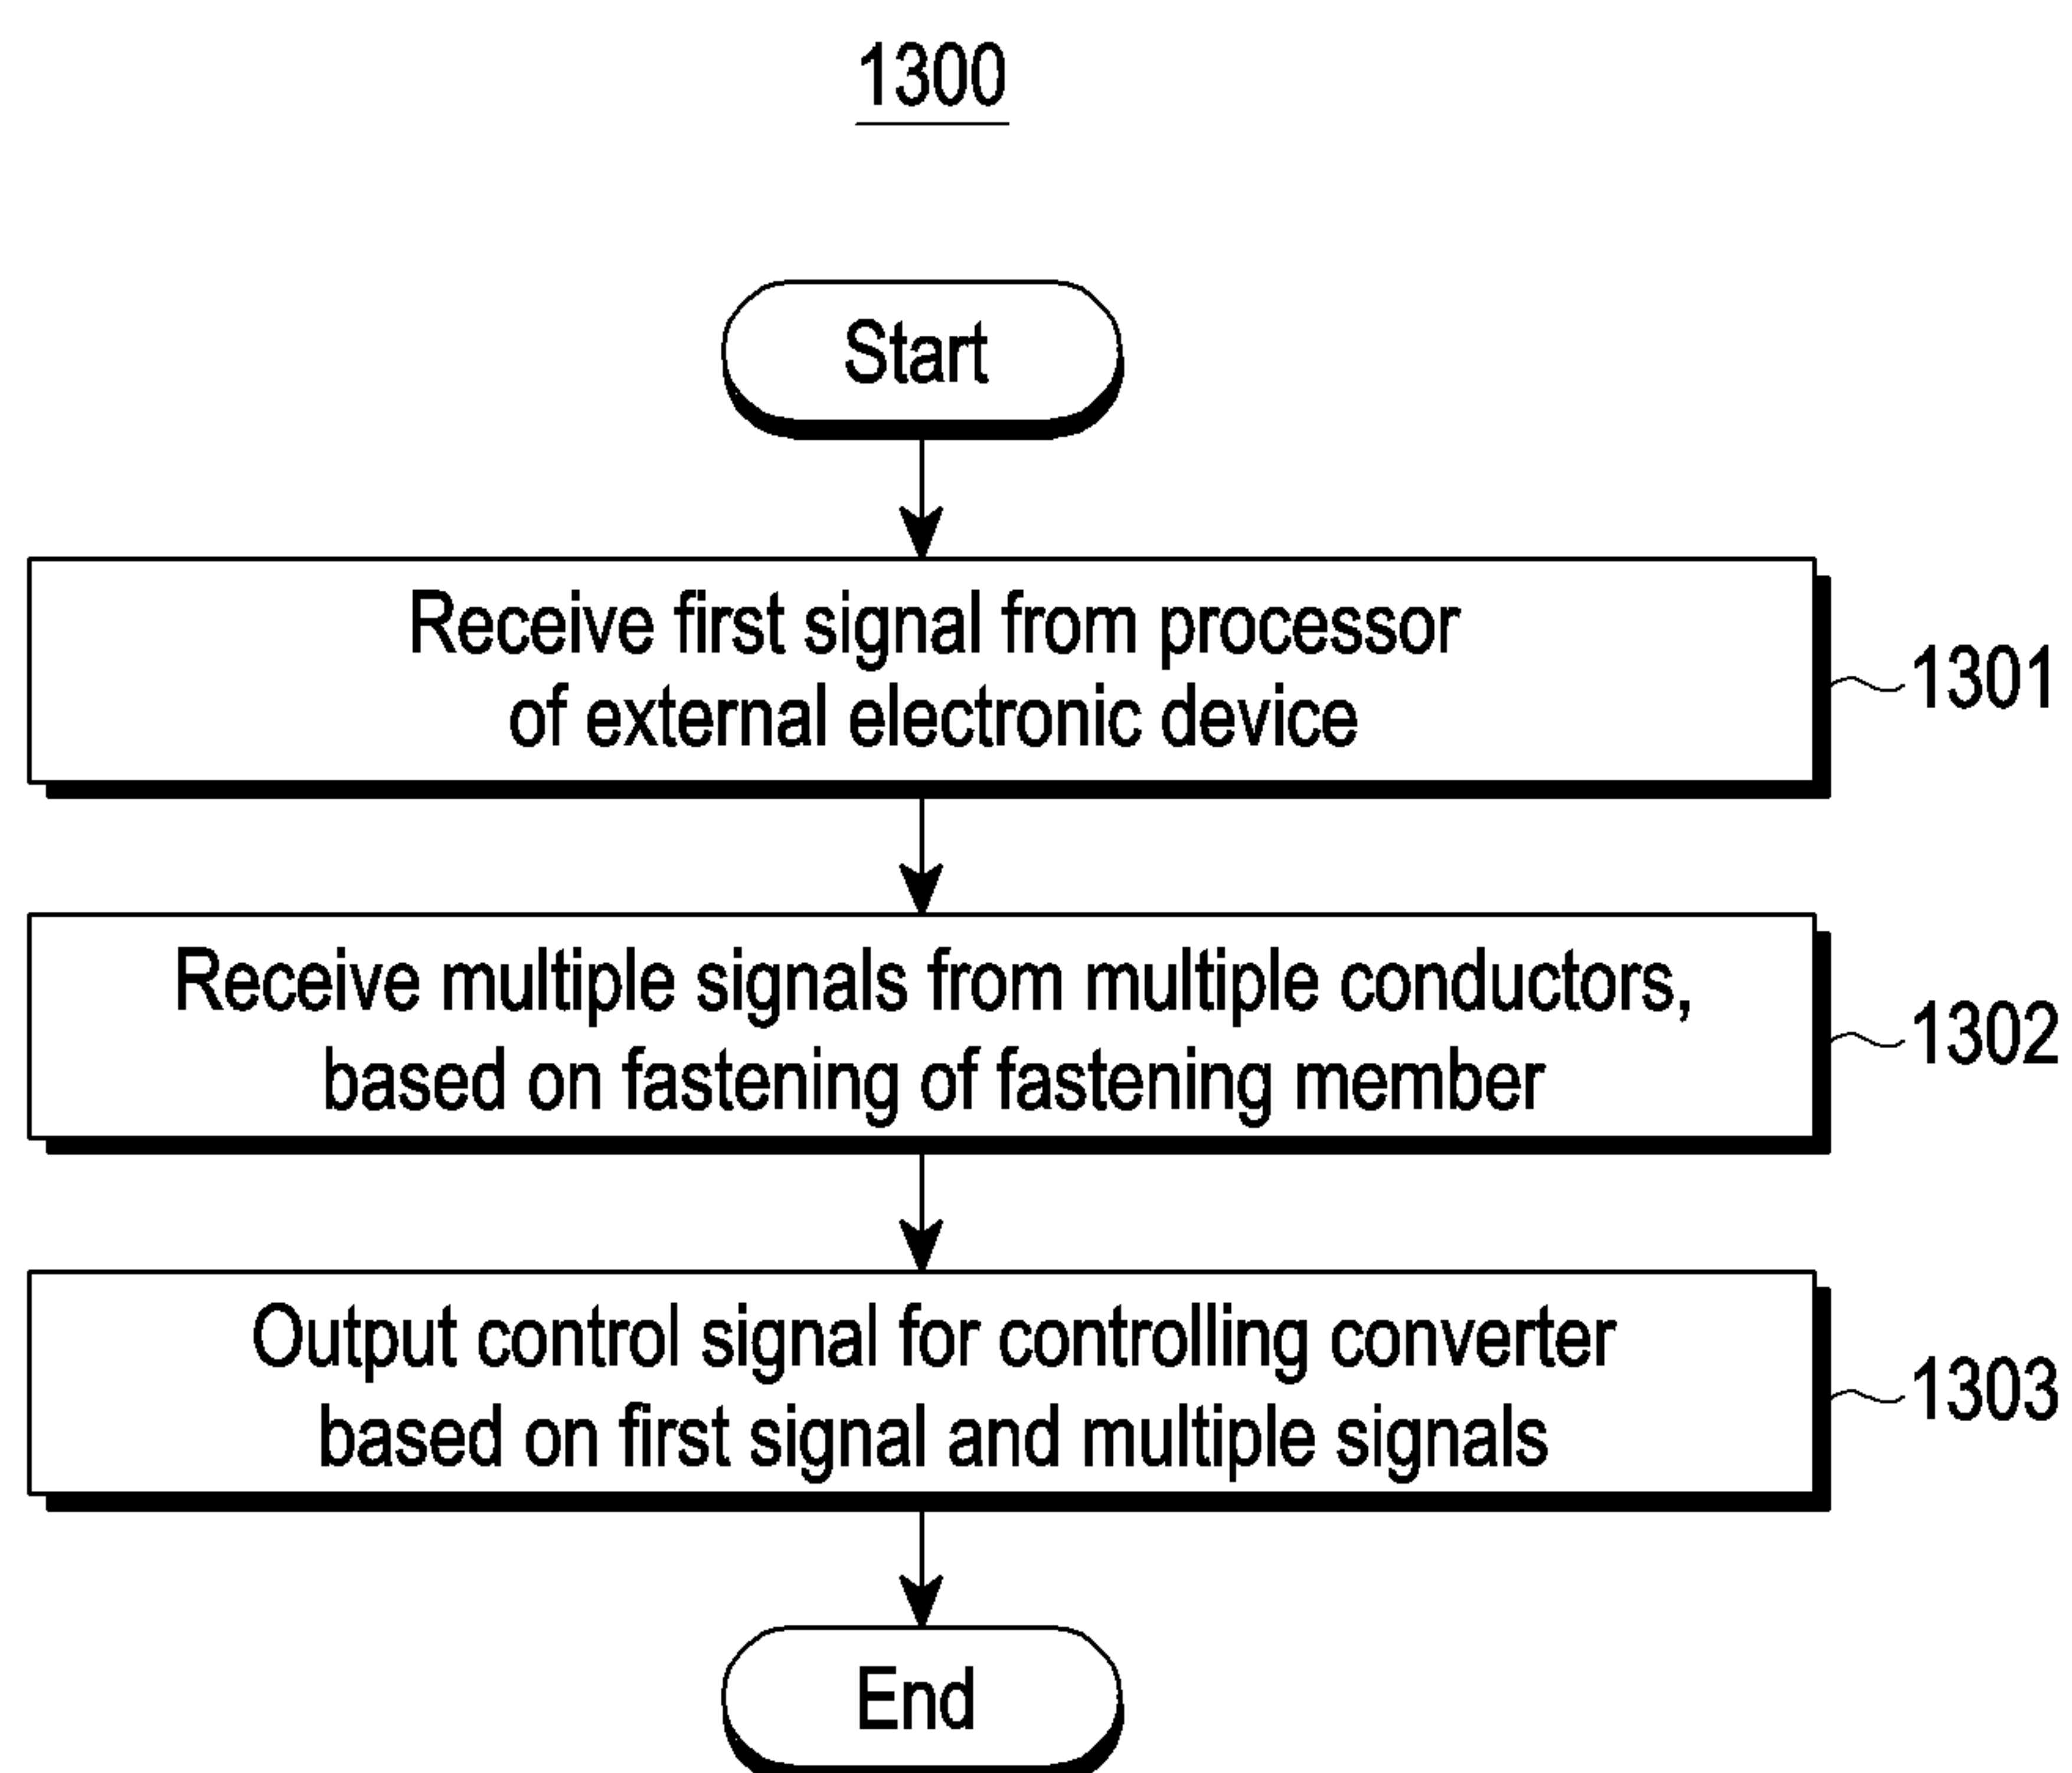 1300
Start
Receive first signal from processor
of external electronic device
1301
Receive multiple signals from multiple conductors,
based on fastening of fastening member
1302
Output control signal for controlling converter
based on first signal and multiple signals
1303
End